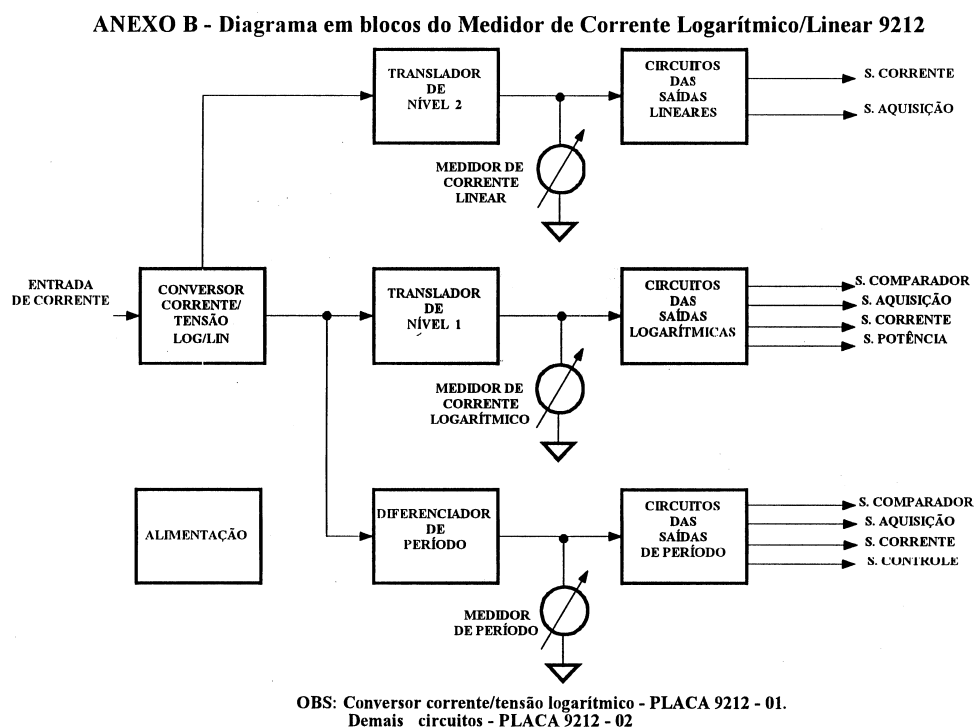 ANEXO B - Diagrama em blocos do Medidor de Corrente Logarítmico/Linear 9212
TRANSLADOR
DE
NÍVEL 2
CIRCUITOS
DAS
SAÍDAS
LINEARES
S. CORRENTE
S. AQUISIÇÃO
MEDIDOR DE
CORRENTE
LINEAR
ENTRADA
DE CORRENTE
CONVERSOR
CORRENTE/
TENSÃO
LOG/LIN
TRANSLADOR
DE
NÍVEL 1
CIRCUITOS
DAS
SAÍDAS
LOGARÍTMICAS
S. COMPARADOR
S. AQUISIÇÃO
S. CORRENTE
S. POTÊNCIA
MEDIDOR DE
CORRENTE
LOGARÍTMICO
ALIMENTAÇÃO
DIFERENCIADOR
DE
PERÍODO
CIRCUITOS
DAS
SAÍDAS
DE PERÍODO
S. COMPARADOR
S. AQUISIÇÃO
S. CORRENTE
S. CONTROLE
MEDIDOR
DE PERÍODO
OBS: Conversor corrente/tensão logarítmico - PLACA 9212 - 01.
Demais circuitos - PLACA 9212 - 02